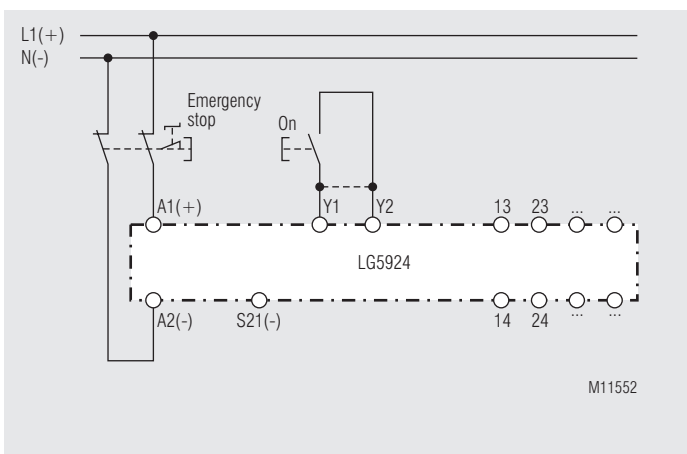 L1(+)
N(-)
Emergency
stop
On
A1(+)
Y1
Y2
13
23
...
...
LG5924
A2(-)
S21(-)
14
24
...
...
M11552